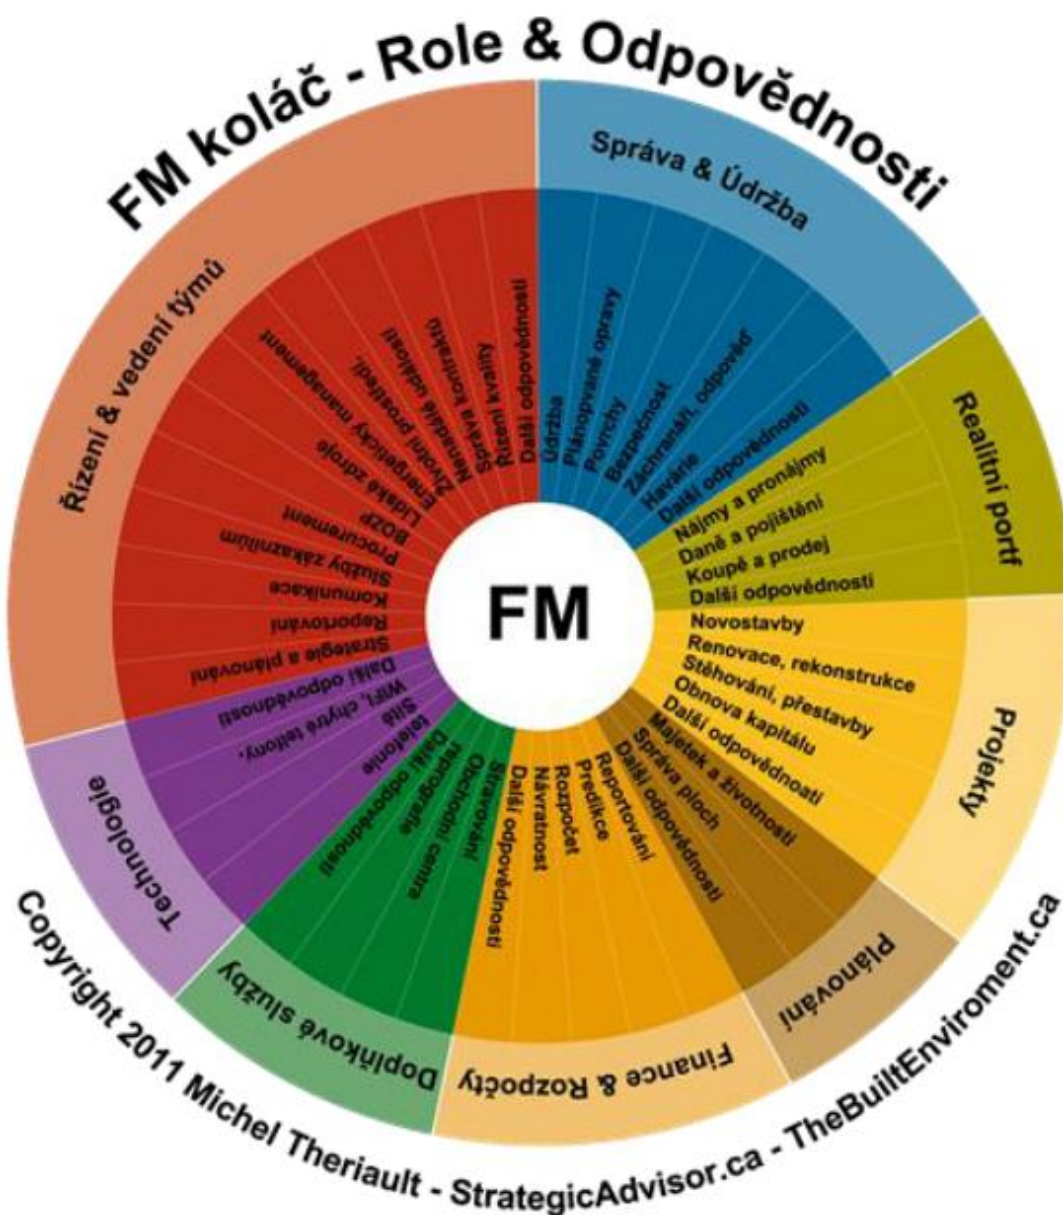 FM koláč - Role & Odpovědnosti
Správa & Údržba
Údržba
Plánopvané opravy
Povrchy
Bezpečnost
Záchranáři, odpověď
Havárie
Další odpovědnosti
Realitní portf
Nájmy a pronájmy
Daně a pojištění
Koupě a prodej
Další odpovědnosti
Projekty
Novostavby
Renovace, rekonstrukce
Stěhování, přestavby
Obnova kapitálu
Další odpovědnoati
Plánování
Majetek a životnosti
Správa ploch
Další odpovědnosti
Finance & Rozpočty
Reportování
Predikce
Rozpočet
Návratnost
Další odpovědnosti
Doplňkové služby
Stravování
Obchodní centra
reprografie
Další odpovědnosti
Technologie
telefonie
Sítě
WIFI, chytré telfony,
Další odpovědnosti
Řízení & vedení týmů
Strategie a plánování
Reportování
Komunikace
Služby zákazníkům
Procurement
BOZP
Lidské zdroje
Energetický management
Životní prostředí,
Nenadálé události
Správa kontraktů
Řízení kvality
Další odpovědnosti
FM
Copyright 2011 Michel Theriault - StrategicAdvisor.ca - TheBuiltEnviroment.ca